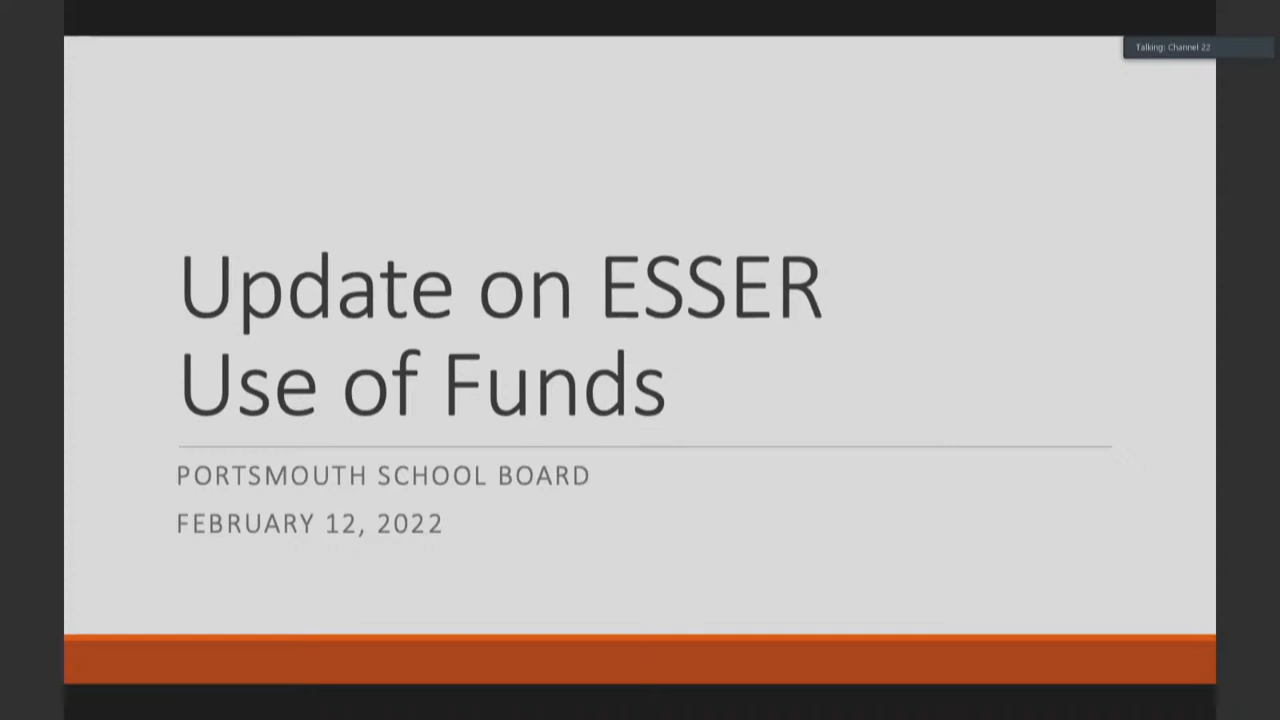 Talking: Channel 22
Update on ESSER
Use of Funds
PORTSMOUTH SCHOOL BOARD
FEBRUARY 12, 2022